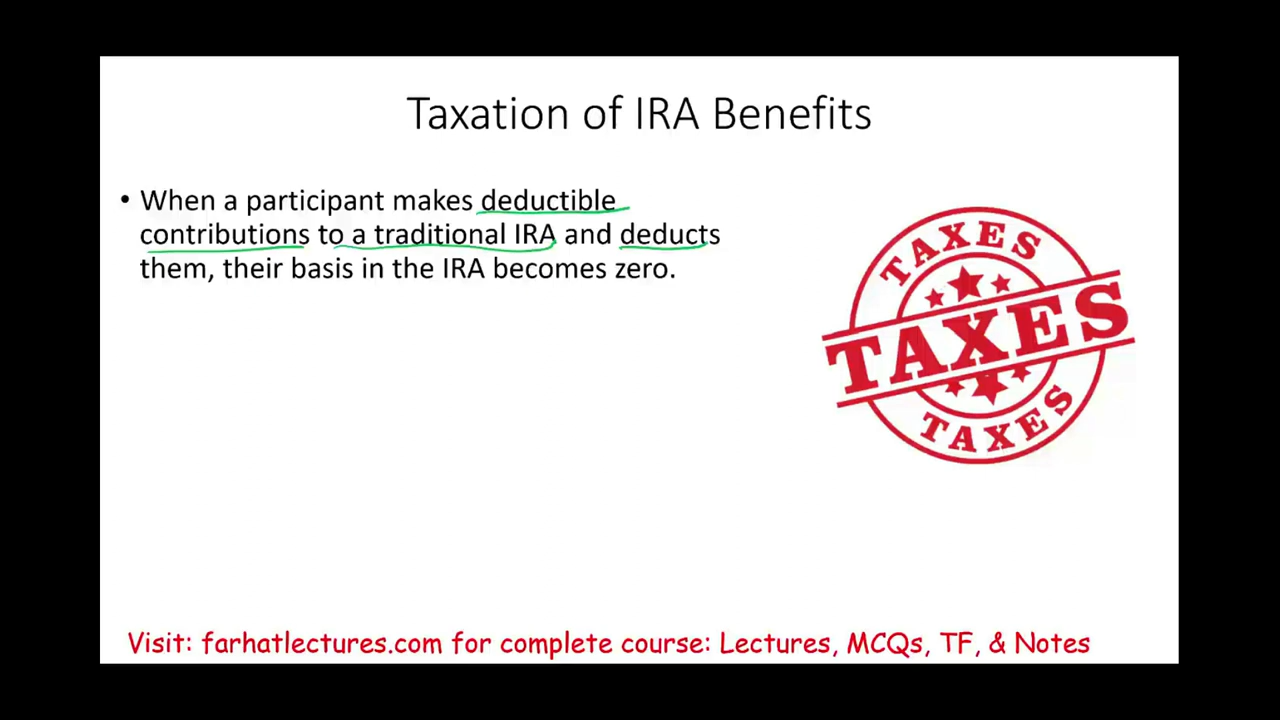 Taxation of IRA Benefits
• When a participant makes deductible
contributions to a traditional IRA and deducts
them, their basis in the IRA becomes zero.
TAXES
TAXES
TAXES
Visit: farhatlectures.com for complete course: Lectures, MCQs, TF, & Notes